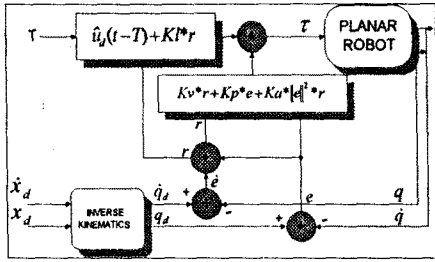 T
û_d(t-T)+Kl*r
τ
PLANAR
ROBOT
Kv*r+Kp*e+Ka*‖e‖²*r
r
r
ė
e
ẋ_d
x_d
INVERSE
KINEMATICS
q̇_d
q_d
+
-
+
-
q
q̇